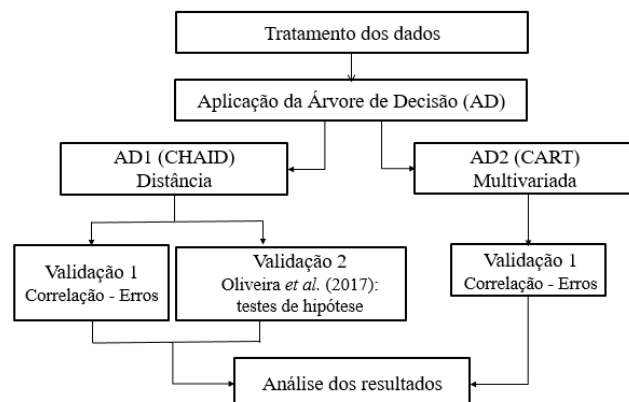 Tratamento dos dados
Aplicação da Árvore de Decisão (AD)
AD1 (CHAID)
Distância
AD2 (CART)
Multivariada
Validação 1
Correlação - Erros
Validação 2
Oliveira et al. (2017):
testes de hipótese
Validação 1
Correlação - Erros
Análise dos resultados